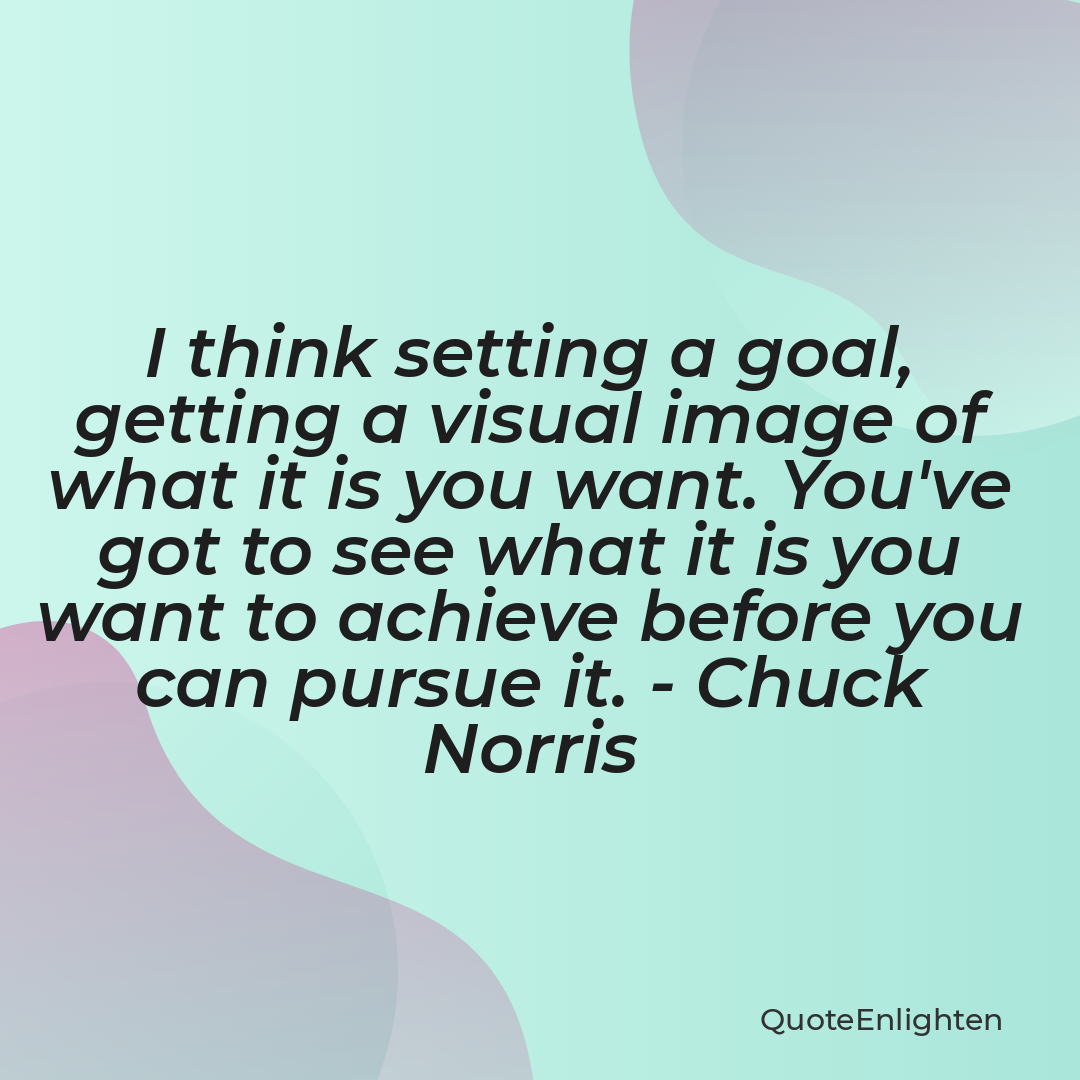 I think setting a goal,
getting a visual image of
what it is you want. You've
got to see what it is you
want to achieve before you
can pursue it. - Chuck
Norris
QuoteEnlighten